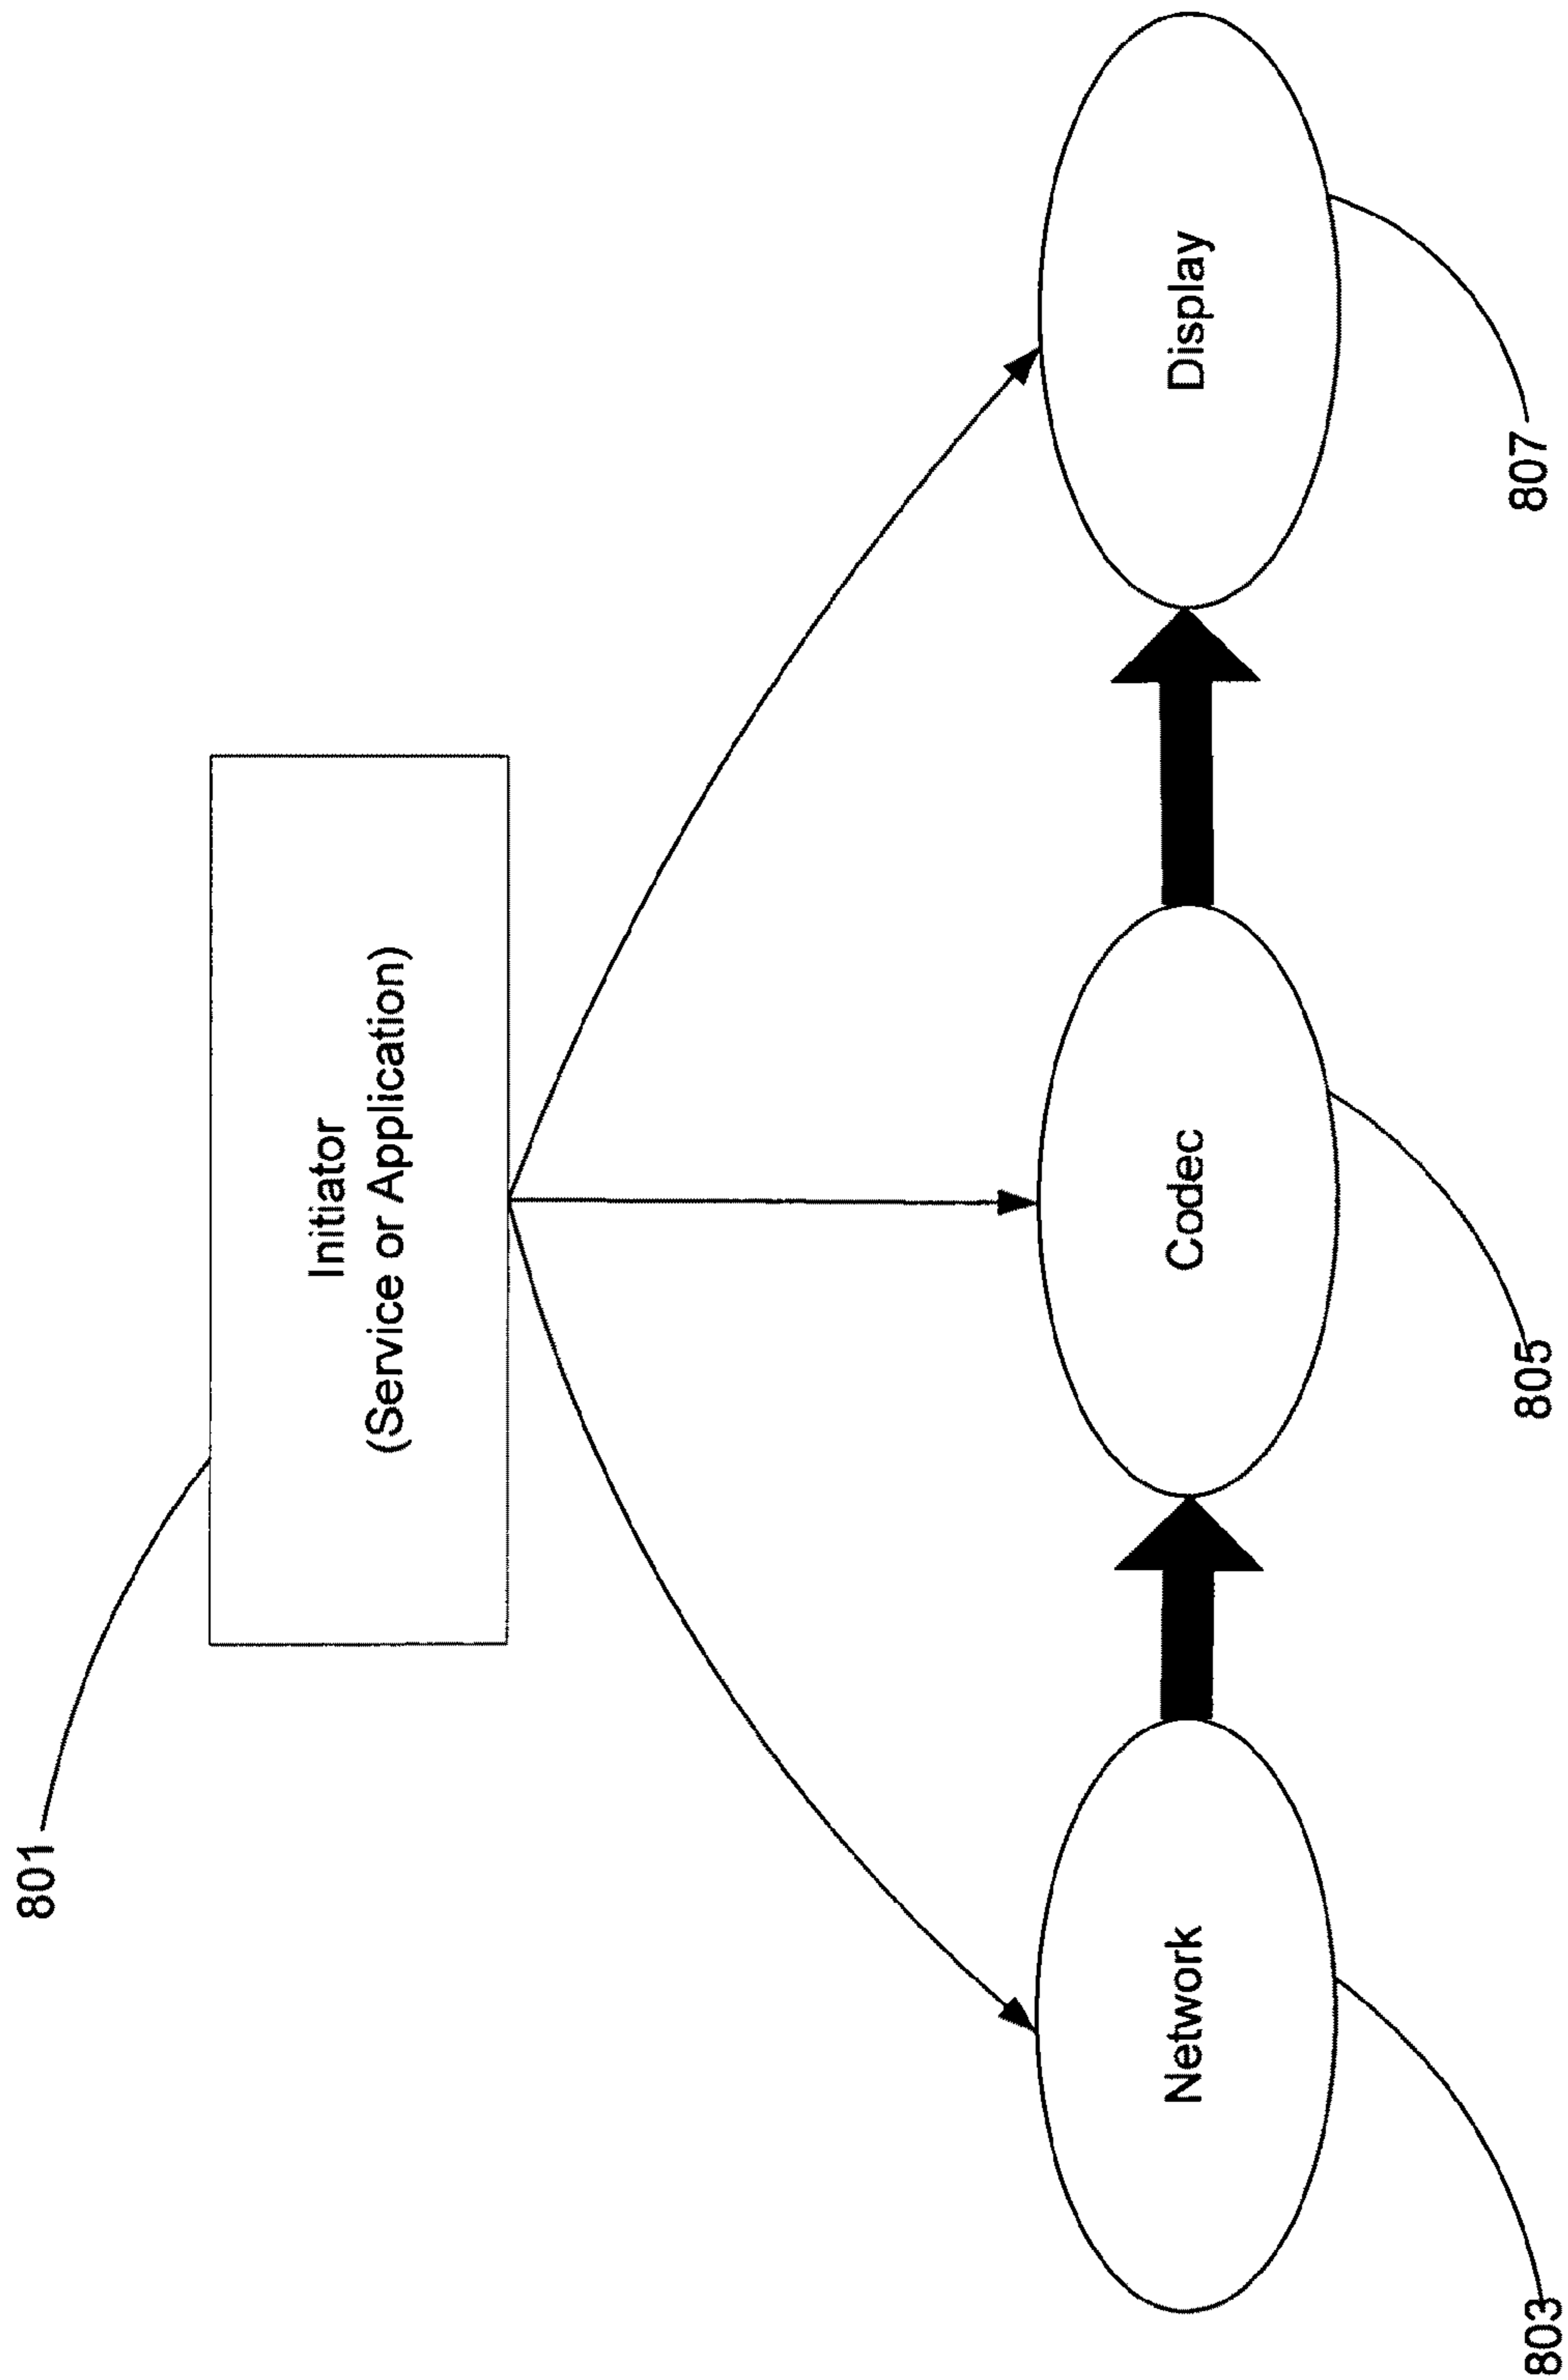 801
Initiator
(Service or Application)
Network
Codec
Display
803
805
807